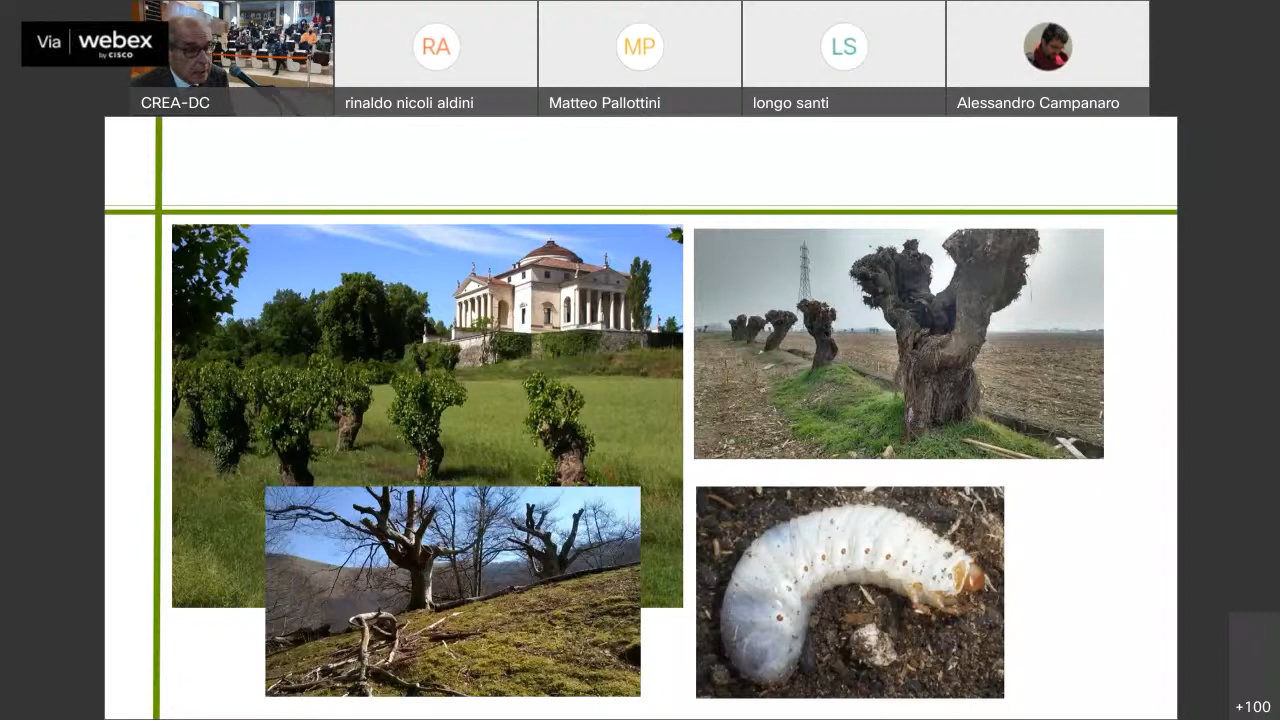 Via webex
by CISCO
RA
MP
LS
CREA-DC
rinaldo nicoli aldini
Matteo Pallottini
longo santi
Alessandro Campanaro
+100